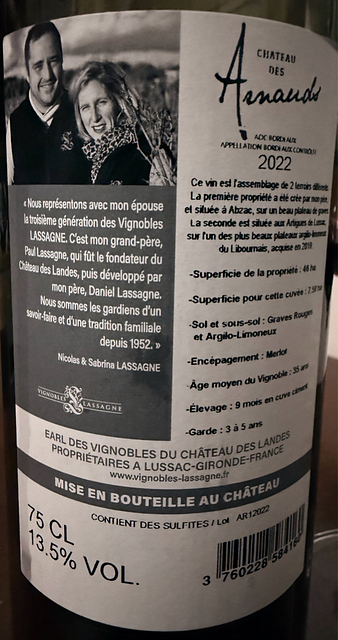 CHATEAU
DES
Arnauds
AOC BORDEAUX
APPELLATION BORDEAUX CONTRÔLÉE
2022
« Nous représentons avec mon épouse
la troisième génération des Vignobles
LASSAGNE. C'est mon grand-père,
Paul Lassagne, qui fût le fondateur du
Château des Landes, puis développé par
mon père, Daniel Lassagne.
Nous sommes les gardiens d'un
savoir-faire et d'une tradition familiale
depuis 1952. »
Nicolas & Sabrina LASSAGNE
VIGNOBLES LASSAGNE
Ce vin est l'assemblage de 2 terroirs différents.
La première propriété a été crée par mon père,
et située à Abzac, sur un beau plateau de graves
La seconde est située aux Artigues de Lussac,
sur l'un des plus beaux plateaux argilo-limoneux
du Libournais, acquise en 2019.
-Superficie de la propriété : 46 ha
-Superficie pour cette cuvée : 7.50 ha
-Sol et sous-sol : Graves Rouges
et Argilo-Limoneux
-Encépagement : Merlot
-Âge moyen du Vignoble : 35 ans
-Élevage : 9 mois en cuve ciment
-Garde : 3 à 5 ans
EARL DES VIGNOBLES DU CHÂTEAU DES LANDES
PROPRIÉTAIRES A LUSSAC-GIRONDE-FRANCE
www.vignobles-lassagne.fr
MISE EN BOUTEILLE AU CHÂTEAU
CONTIENT DES SULFITES / Lot AR12022
75 CL
13.5% VOL.
3 760228 58416